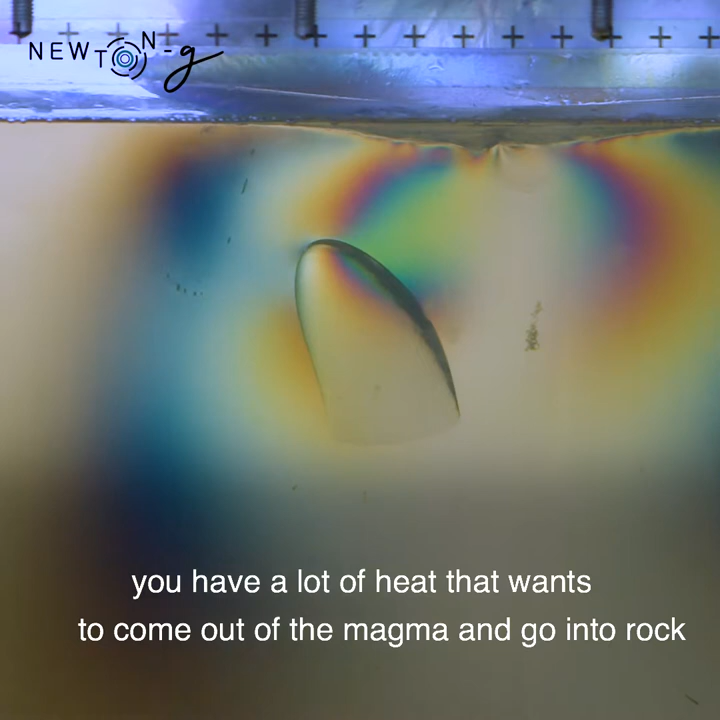 NEWTON-g
you have a lot of heat that wants
to come out of the magma and go into rock